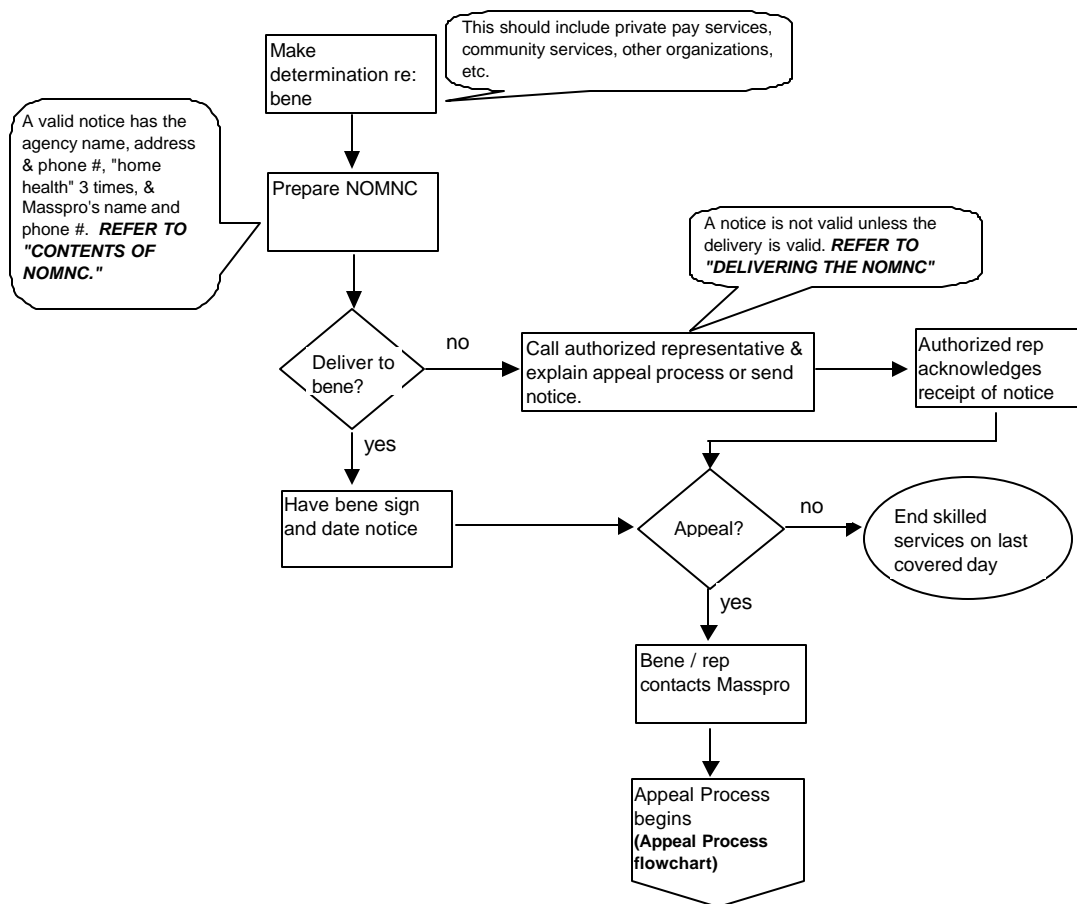 This should include private pay services,
community services, other organizations,
etc.
Make
determination re:
bene
A valid notice has the
agency name, address
& phone #, "home
health" 3 times, &
Masspro's name and
phone #. REFER TO
"CONTENTS OF
NOMNC."
Prepare NOMNC
A notice is not valid unless the
delivery is valid. REFER TO
"DELIVERING THE NOMNC"
Deliver to
bene?
no
Call authorized representative &
explain appeal process or send
notice.
Authorized rep
acknowledges
receipt of notice
yes
Have bene sign
and date notice
Appeal?
no
End skilled
services on last
covered day
yes
Bene / rep
contacts Masspro
Appeal Process
begins
(Appeal Process
flowchart)